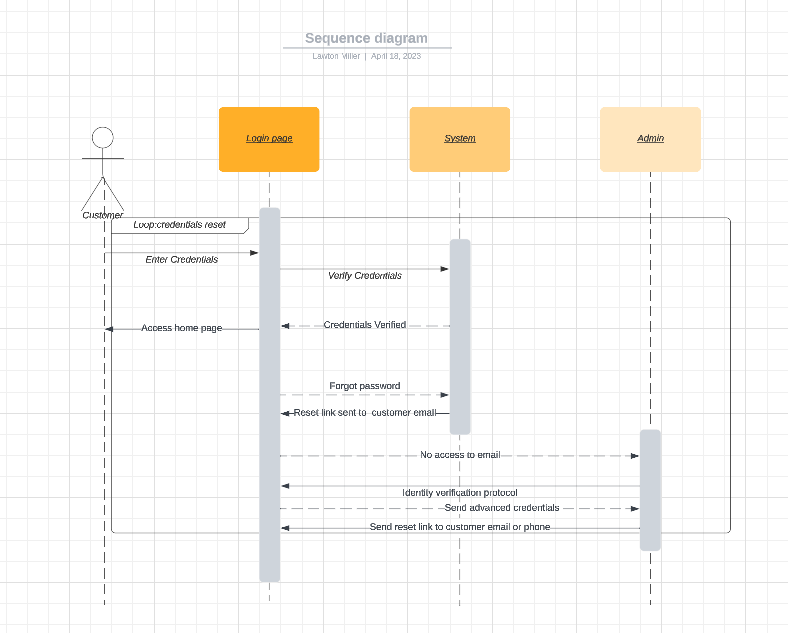 Sequence diagram
Lawton Miller | April 18, 2023
Login page
System
Admin
Customer
Loop:credentials reset
Enter Credentials
Verify Credentials
Credentials Verified
Access home page
Forgot password
Reset link sent to customer email
No access to email
Identity verification protocol
Send advanced credentials
Send reset link to customer email or phone